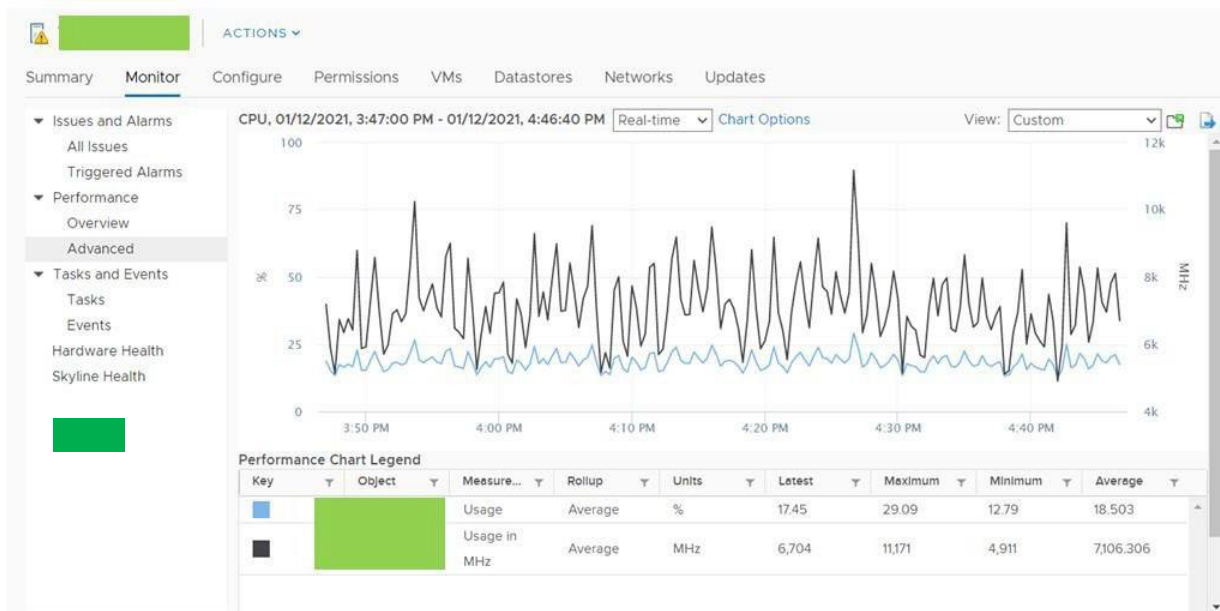 ACTIONS
Summary Monitor Configure Permissions VMs Datastores Networks Updates
Issues and Alarms
All Issues
Triggered Alarms
Performance
Overview
Advanced
Tasks and Events
Tasks
Events
Hardware Health
Skyline Health
CPU, 01/12/2021, 3:47:00 PM - 01/12/2021, 4:46:40 PM Real-time Chart Options View: Custom
100 12k
75 10k
% 50 8k MHz
25 6k
0 4k
3:50 PM 4:00 PM 4:10 PM 4:20 PM 4:30 PM 4:40 PM
Performance Chart Legend
Key Object Measure... Rollup Units Latest Maximum Minimum Average
Usage Average % 17.45 29.09 12.79 18.503
Usage in
MHz Average MHz 6,704 11,171 4,911 7,106.306